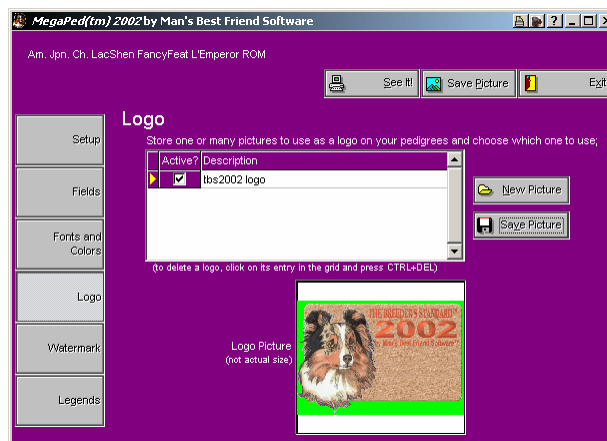 MegaPed(tm) 2002 by Man's Best Friend Software
Am. Jpn. Ch. LacShen FancyFeat L'Emperor ROM
See It!
Save Picture
Exit
Setup
Fields
Fonts and
Colors
Logo
Watermark
Legends
Logo
Store one or many pictures to use as a logo on your pedigrees and choose which one to use;
Active? Description
tbs2002 logo
New Picture
Save Picture
(to delete a logo, click on its entry in the grid and press CTRL+DEL)
Logo Picture
(not actual size)
THE BREEDER'S STANDARD™
2002
by Man's Best Friend Software™